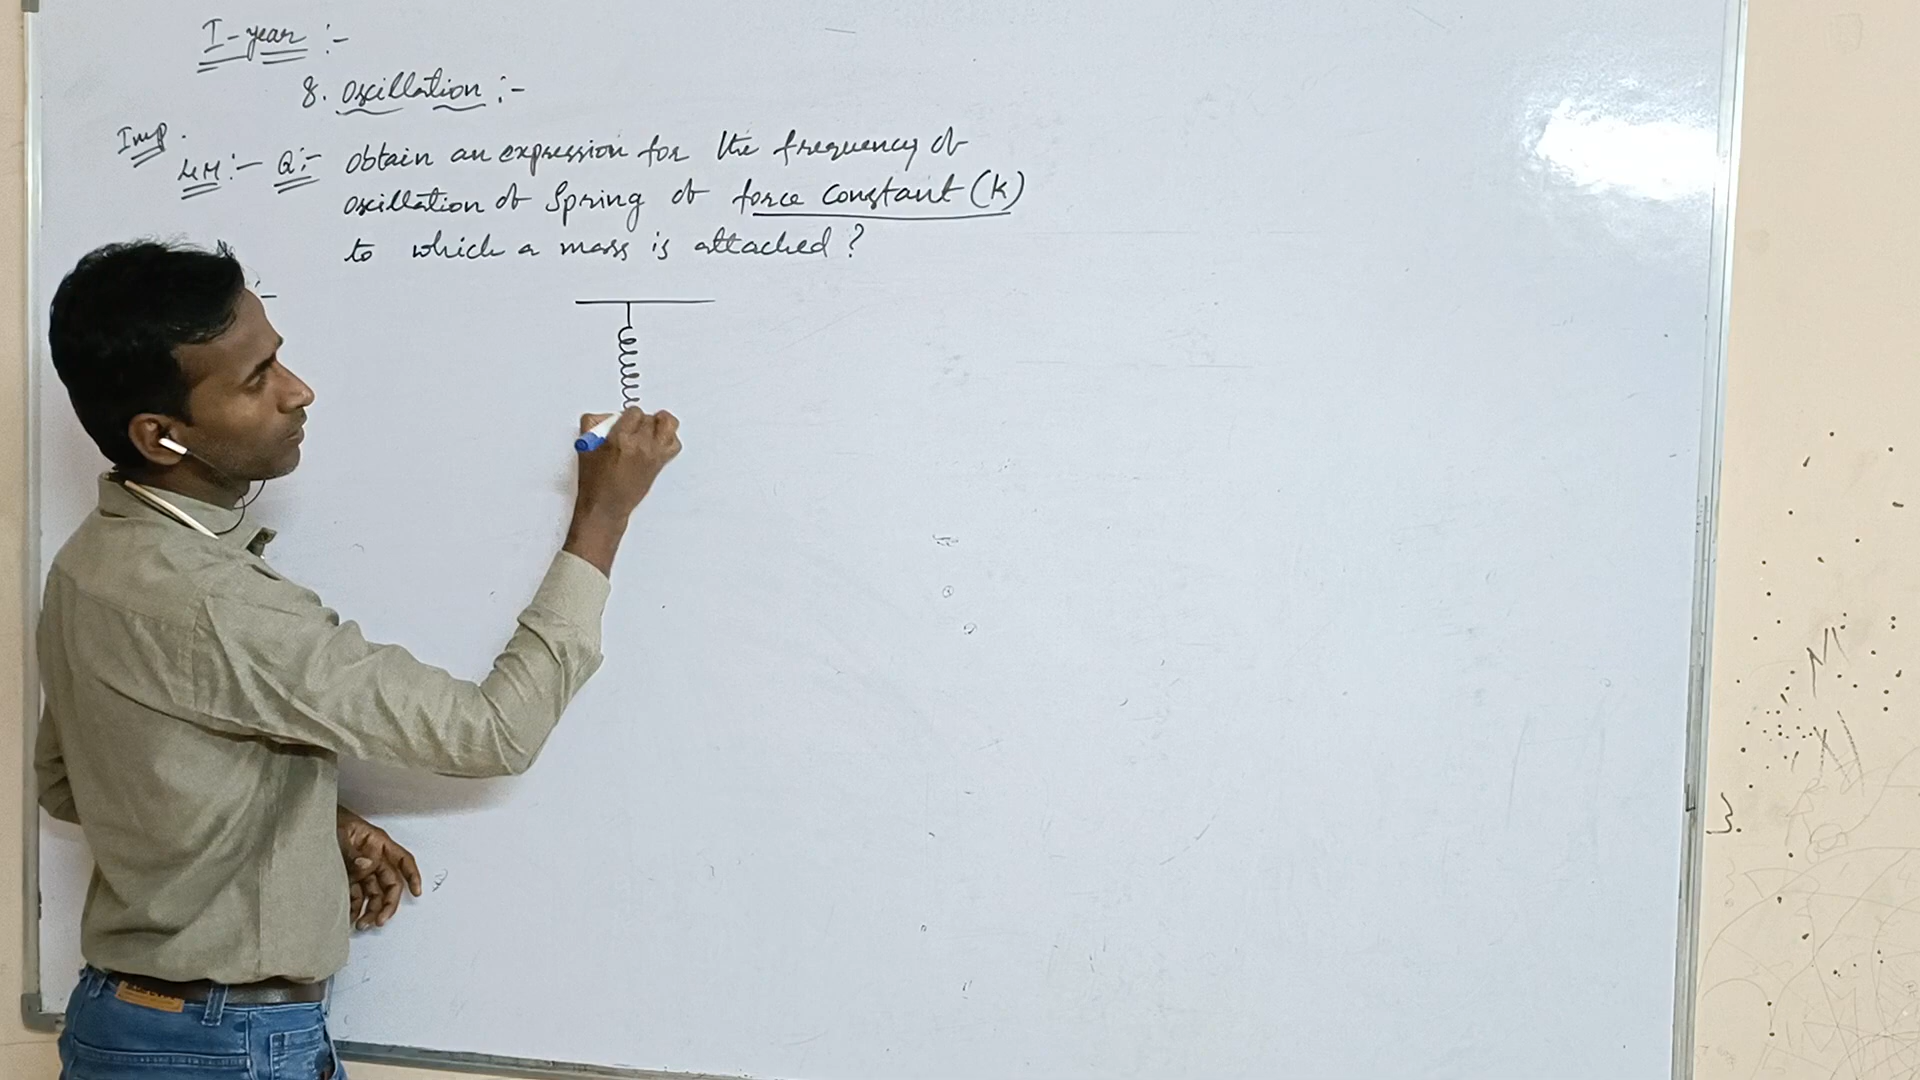 I-year :-
8. oscillation :-
Imp.
4M :- Q:- obtain an expression for the frequency of
oscillation of Spring of force constant (K)
to which a mass is attached ?